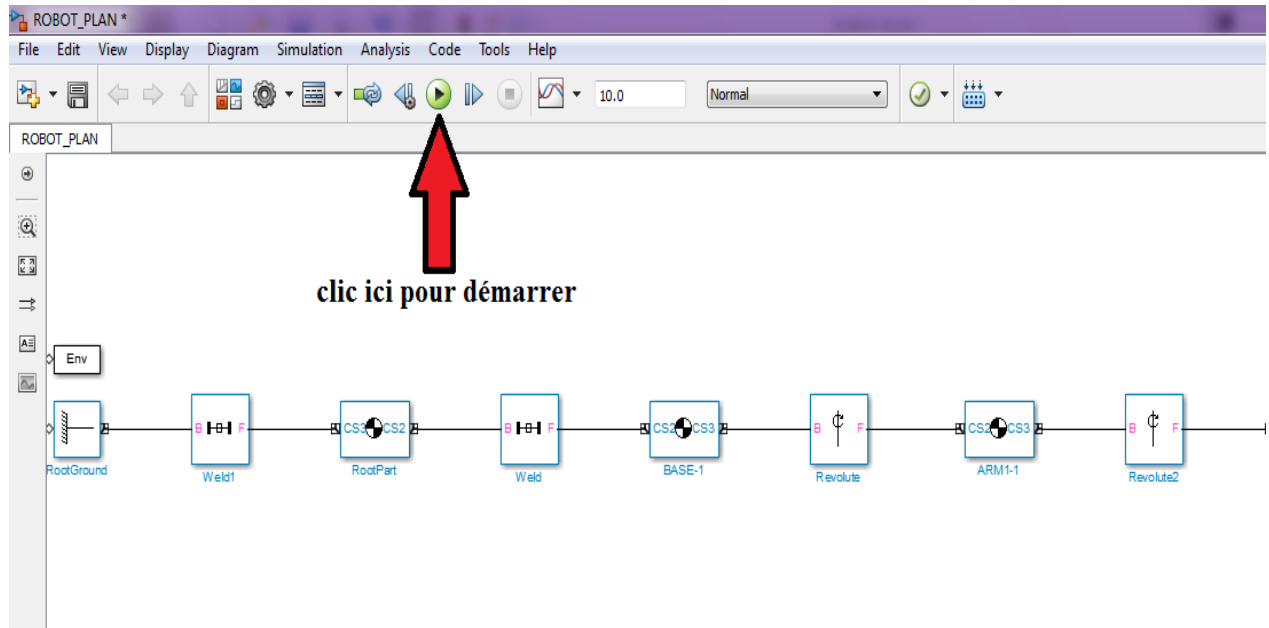 ROBOT_PLAN *
File Edit View Display Diagram Simulation Analysis Code Tools Help
10.0 Normal
ROBOT_PLAN
clic ici pour démarrer
Env
B F CS3 CS2 B F CS2 CS3 B F CS2 CS3 B F
RootGround Weld1 RootPart Weld BASE-1 Revolute ARM1-1 Revolute2